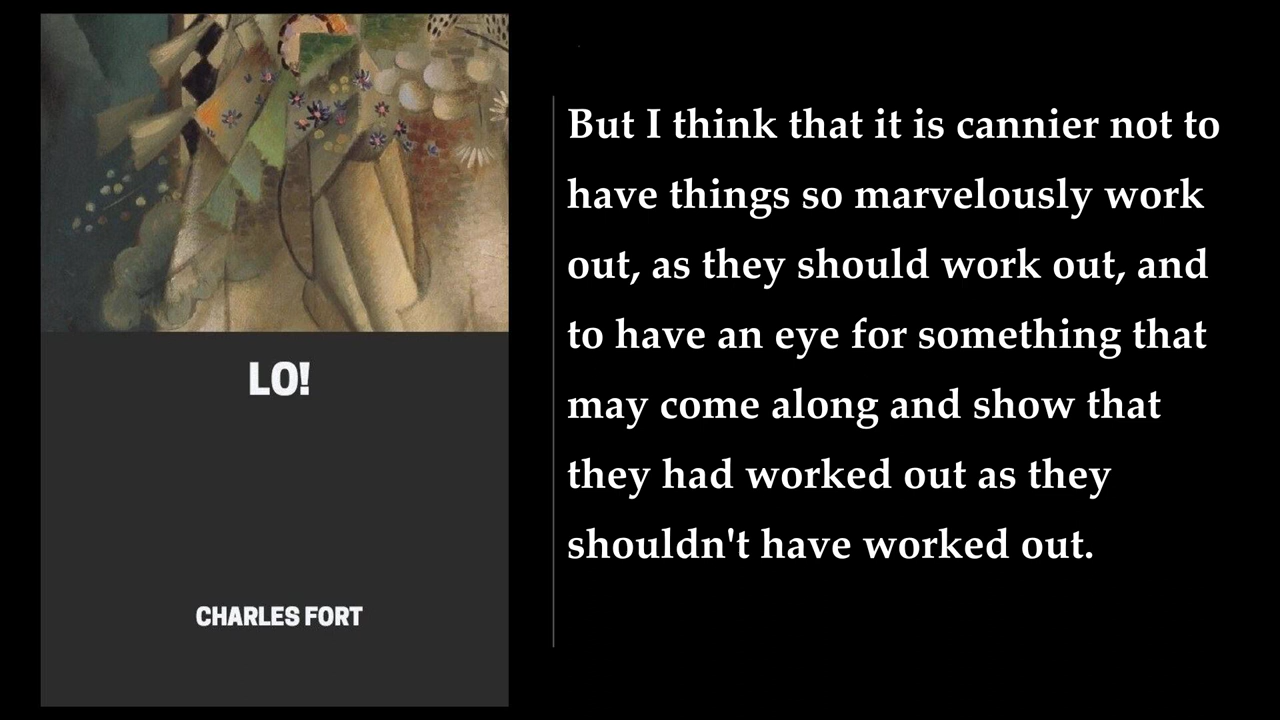 LO!
CHARLES FORT
But I think that it is cannier not to
have things so marvelously work
out, as they should work out, and
to have an eye for something that
may come along and show that
they had worked out as they
shouldn't have worked out.